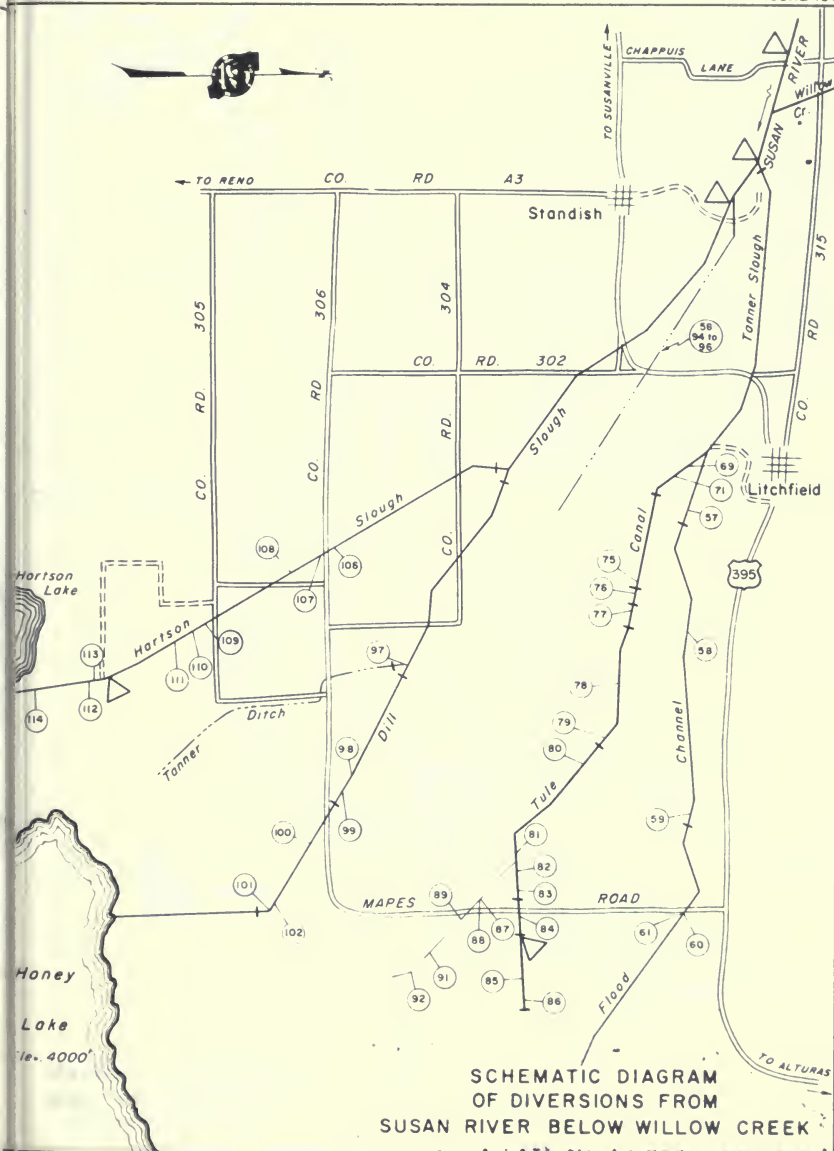 TO SUSANVILLE
CHAPPUIS
LANE
RIVER
Cr.
SUSAN
← TO RENO
CO. RD A3
Standish
Tanner Slough
CO. RD 315
CO. RD. 305
CO. RD 306
CO. RD. 304
58
94 to
96
CO. RD. 302
Slough
Litchfield
69
71
57
Canal
Slough
108
106
107
75
76
77
395
Hartson
Lake
Hartson
109
110
111
113
112
114
97
58
78
Ditch
Tanner
Dill
98
79
80
Channel
Tule
99
100
59
81
82
83
101
102
MAPES ROAD
89
88
87
84
61
60
91
92
85
86
Flood
Honey
Lake
4000'
TO ALTURAS
SCHEMATIC DIAGRAM
OF DIVERSIONS FROM
SUSAN RIVER BELOW WILLOW CREEK